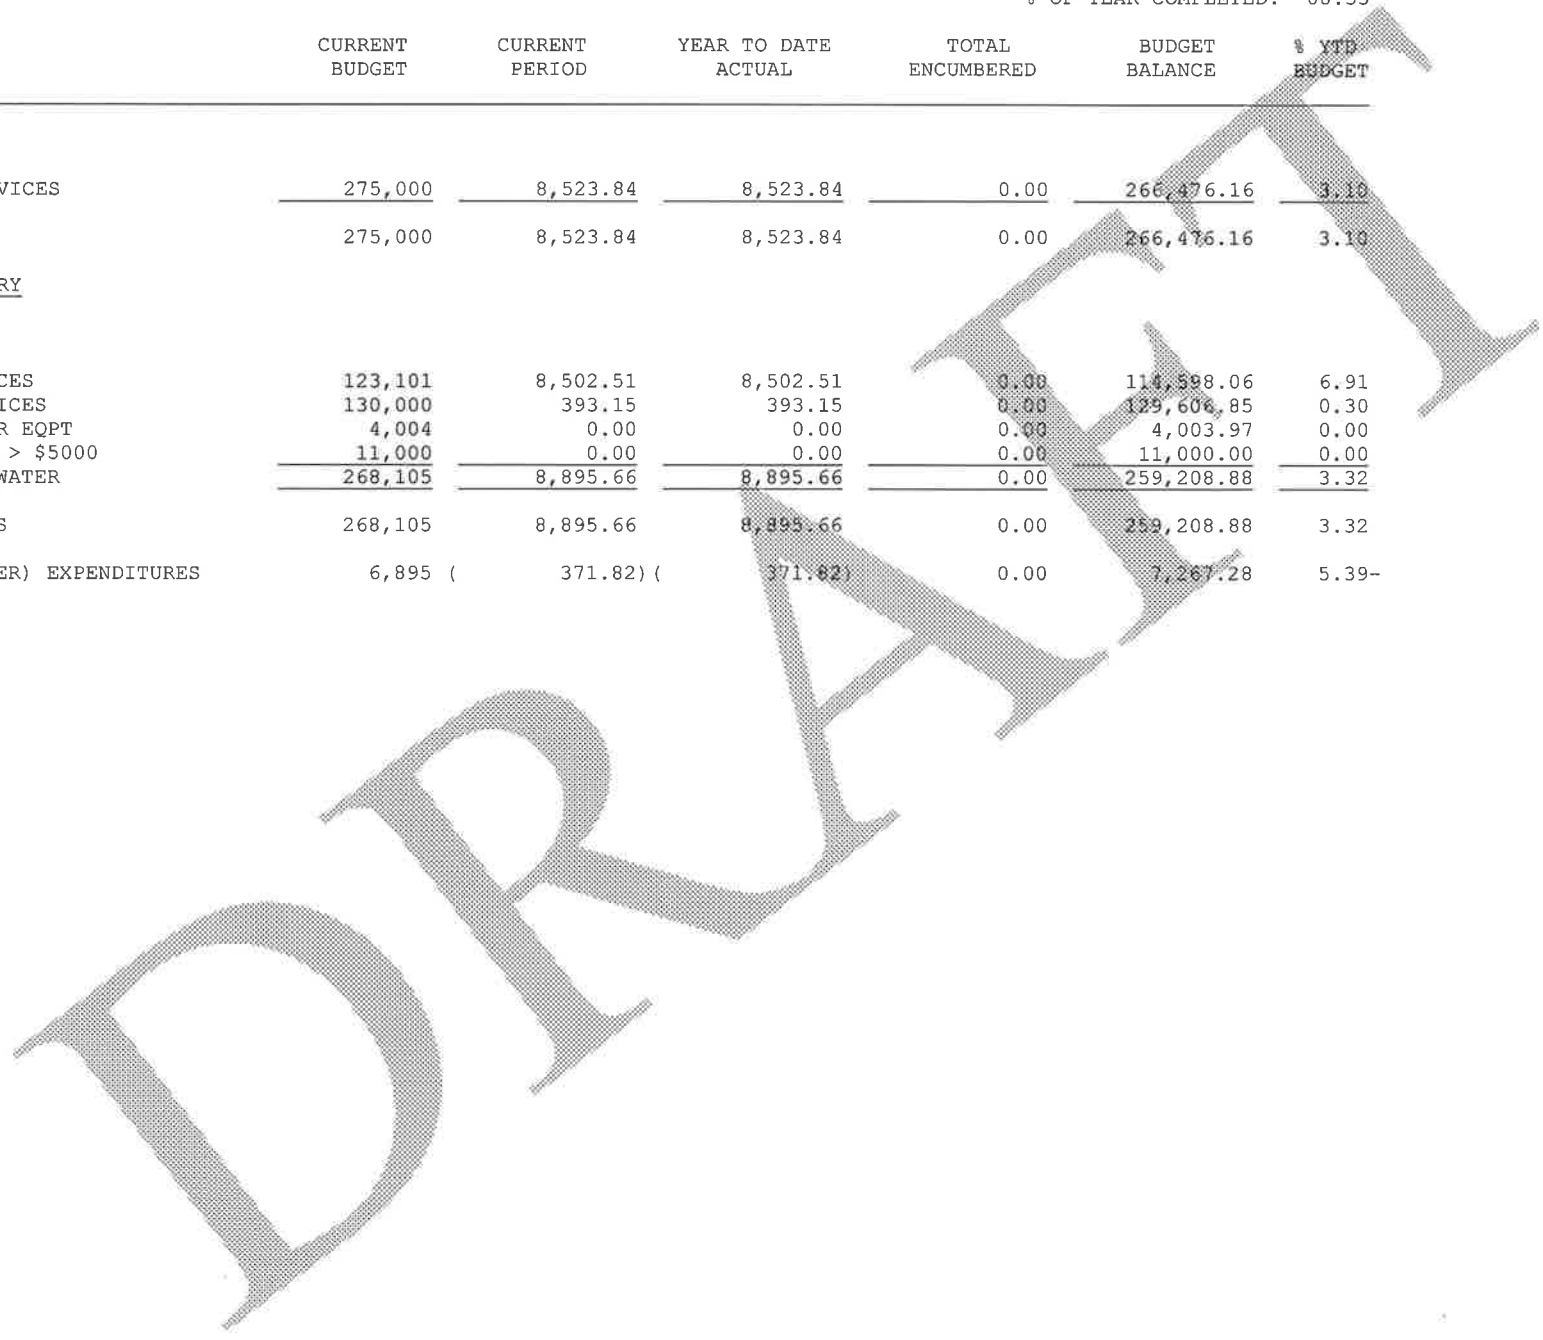 % OF YEAR COMPLETED: 08.33
CURRENT CURRENT YEAR TO DATE TOTAL BUDGET % YTD
BUDGET PERIOD ACTUAL ENCUMBERED BALANCE BUDGET
VICES 275,000 8,523.84 8,523.84 0.00 266,476.16 3.10
275,000 8,523.84 8,523.84 0.00 266,476.16 3.10
RY
CES 123,101 8,502.51 8,502.51 0.00 114,598.06 6.91
ICES 130,000 393.15 393.15 0.00 129,606.85 0.30
R EQPT 4,004 0.00 0.00 0.00 4,003.97 0.00
> $5000 11,000 0.00 0.00 0.00 11,000.00 0.00
WATER 268,105 8,895.66 8,895.66 0.00 259,208.88 3.32
S 268,105 8,895.66 8,895.66 0.00 259,208.88 3.32
ER) EXPENDITURES 6,895 ( 371.82)( 371.82) 0.00 7,267.28 5.39-
DRAFT